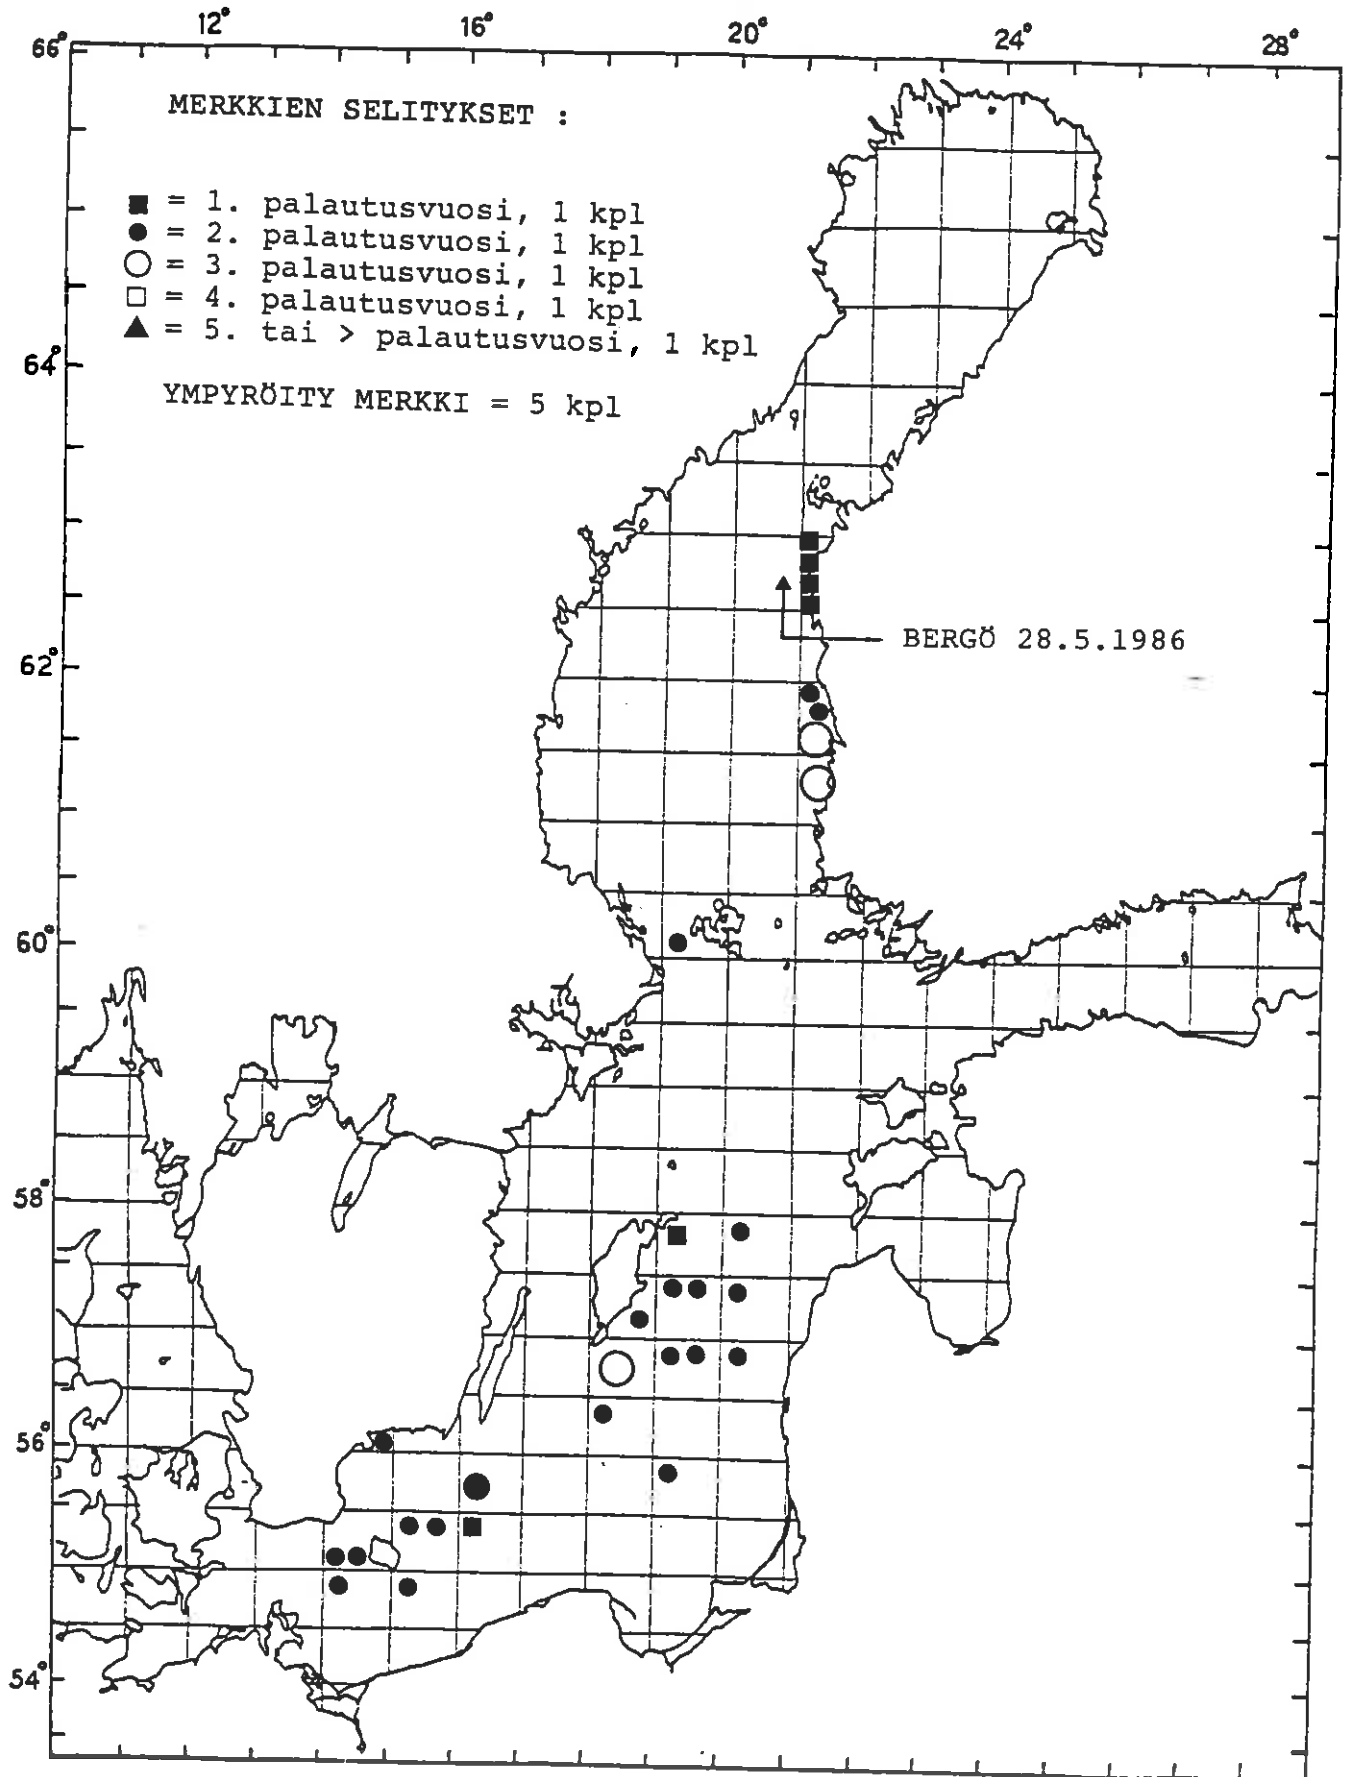 12° 16° 20° 24° 28°
66°
MERKKIEN SELITYKSET :
■ = 1. palautusvuosi, 1 kpl
● = 2. palautusvuosi, 1 kpl
○ = 3. palautusvuosi, 1 kpl
□ = 4. palautusvuosi, 1 kpl
▲ = 5. tai > palautusvuosi, 1 kpl
64°
YMPYRÖITY MERKKI = 5 kpl
BERGÖ 28.5.1986
62°
60°
58°
56°
54°